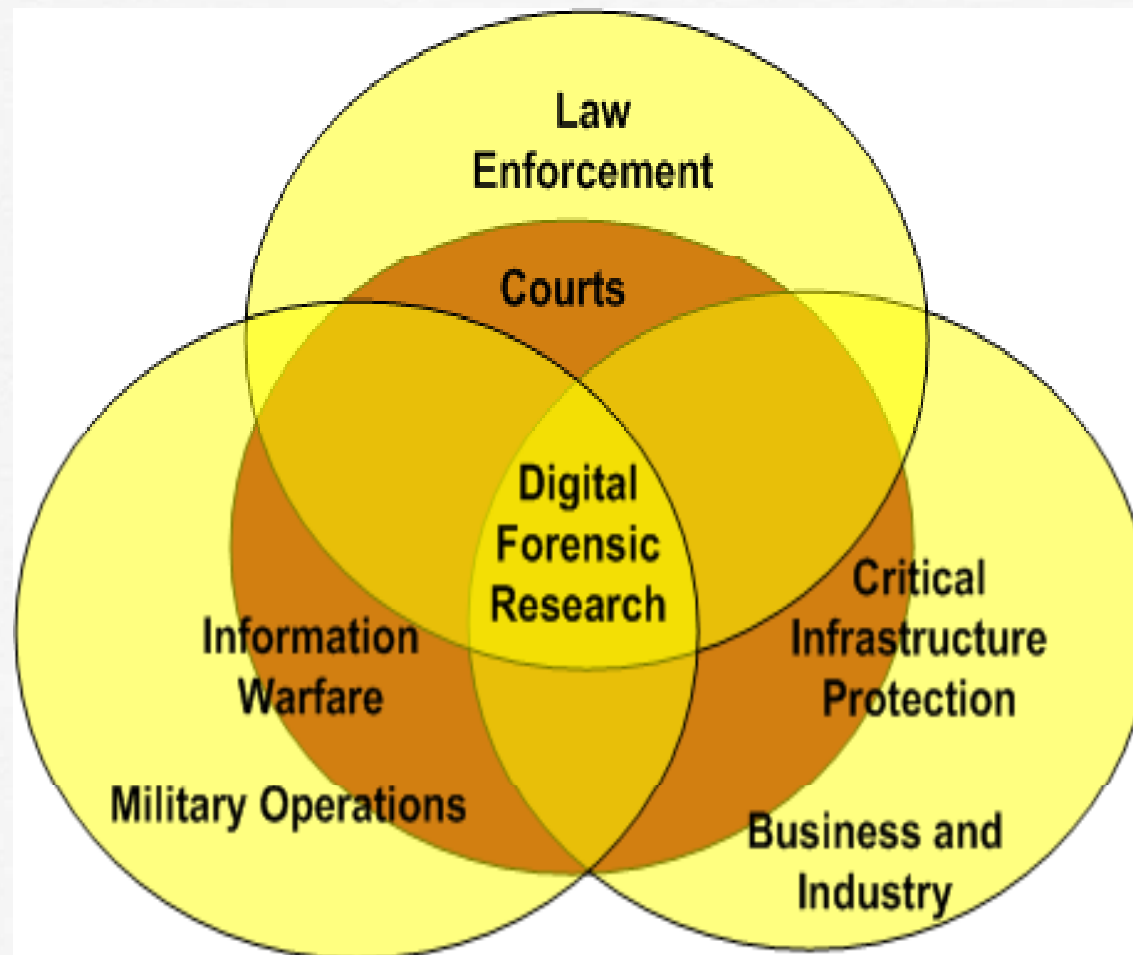 Law
Enforcement
Courts
Digital
Forensic
Research
Information
Warfare
Critical
Infrastructure
Protection
Military Operations
Business and
Industry